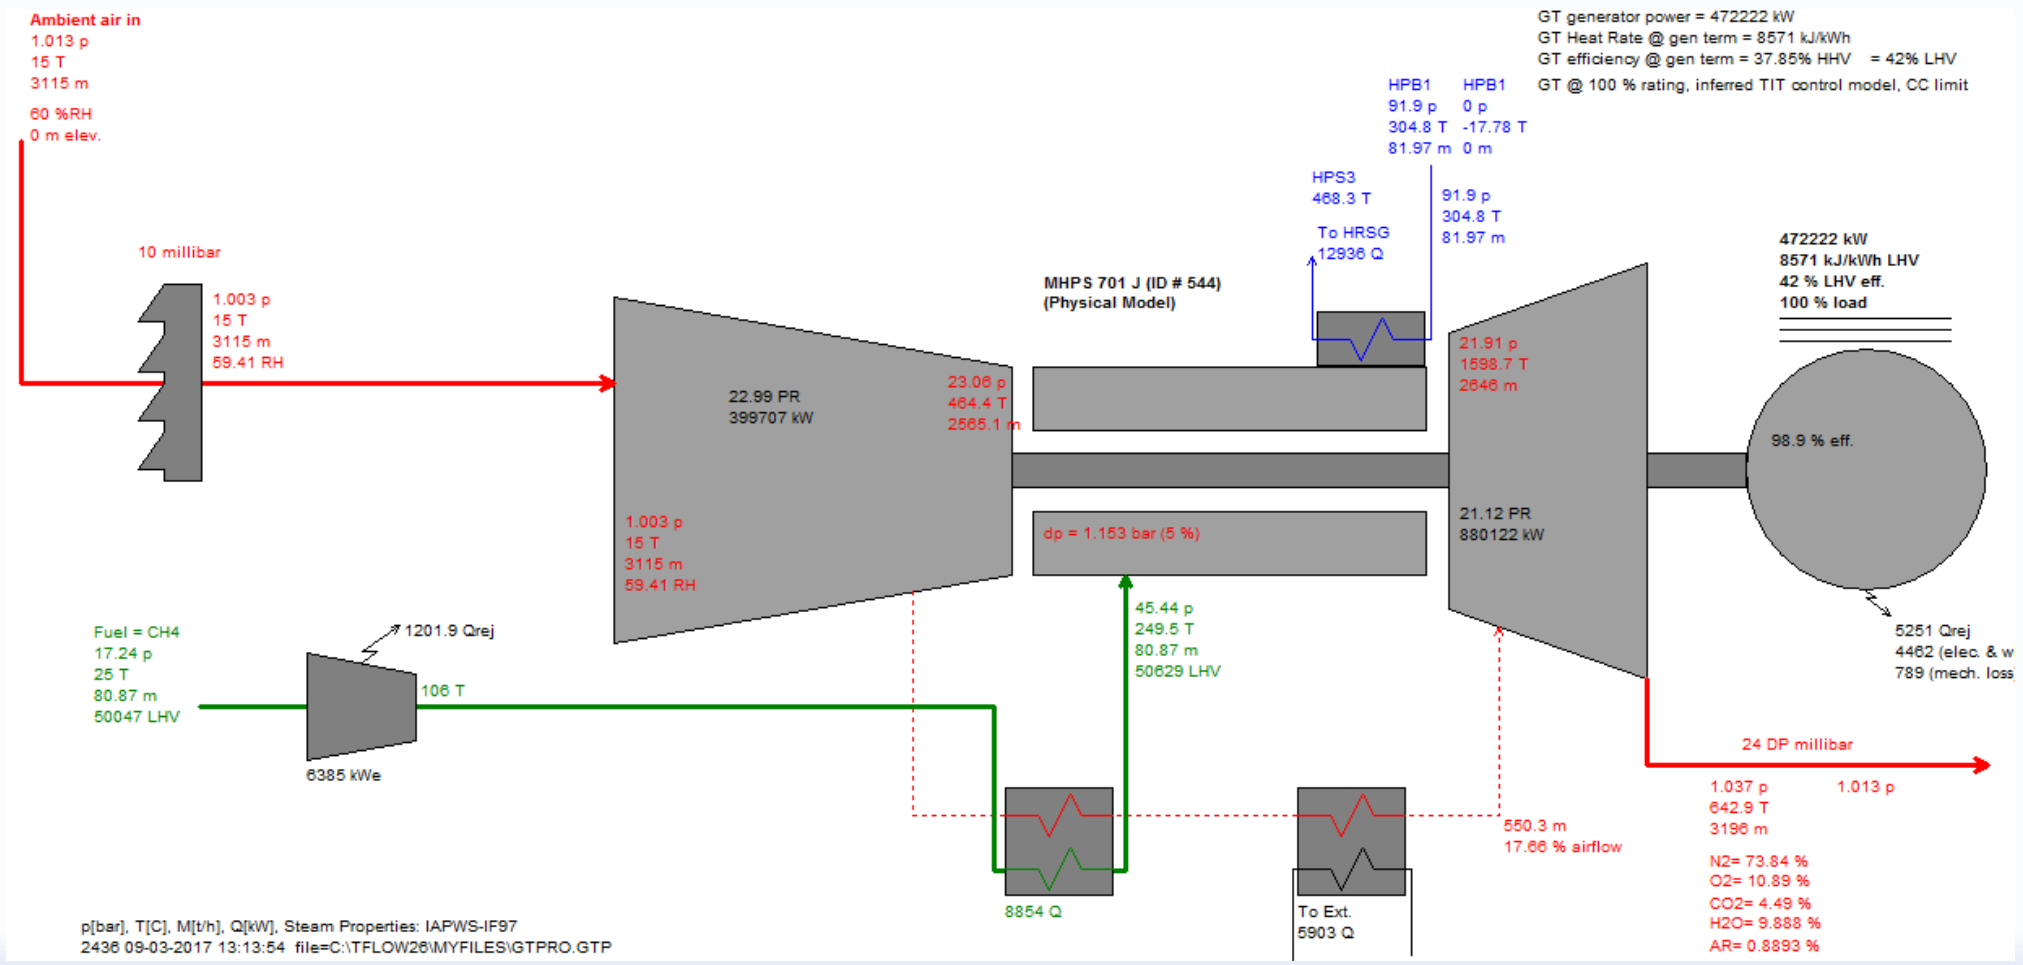 Ambient air in
1.013 p
15 T
3115 m
60 %RH
0 m elev.
GT generator power = 472222 kW
GT Heat Rate @ gen term = 8571 kJ/kWh
GT efficiency @ gen term = 37.85% HHV = 42% LHV
GT @ 100 % rating, inferred TIT control model, CC limit
HPB1 HPB1
91.9 p 0 p
304.8 T -17.78 T
81.97 m 0 m
HPS3
468.3 T
91.9 p
304.8 T
81.97 m
To HRSG
12936 Q
10 millibar
1.003 p
15 T
3115 m
59.41 RH
MHPS 701 J (ID # 544)
(Physical Model)
472222 kW
8571 kJ/kWh LHV
42 % LHV eff.
100 % load
22.99 PR
399707 kW
23.06 p
464.4 T
2565.1 m
21.91 p
1598.7 T
2646 m
98.9 % eff.
1.003 p
15 T
3115 m
59.41 RH
dp = 1.153 bar (5 %)
21.12 PR
880122 kW
Fuel = CH4
17.24 p
25 T
80.87 m
50047 LHV
1201.9 Qrej
106 T
6385 kWe
45.44 p
249.5 T
80.87 m
50629 LHV
5251 Qrej
4462 (elec. & w
789 (mech. loss
24 DP millibar
1.037 p 1.013 p
642.9 T
3196 m
550.3 m
17.66 % airflow
N2= 73.84 %
O2= 10.89 %
CO2= 4.49 %
H2O= 9.888 %
AR= 0.8893 %
8854 Q
To Ext.
5903 Q
p[bar], T[C], M[t/h], Q[kW], Steam Properties: IAPWS-IF97
2436 09-03-2017 13:13:54 file=C:\TFLOW26\MYFILES\GTPRO.GTP